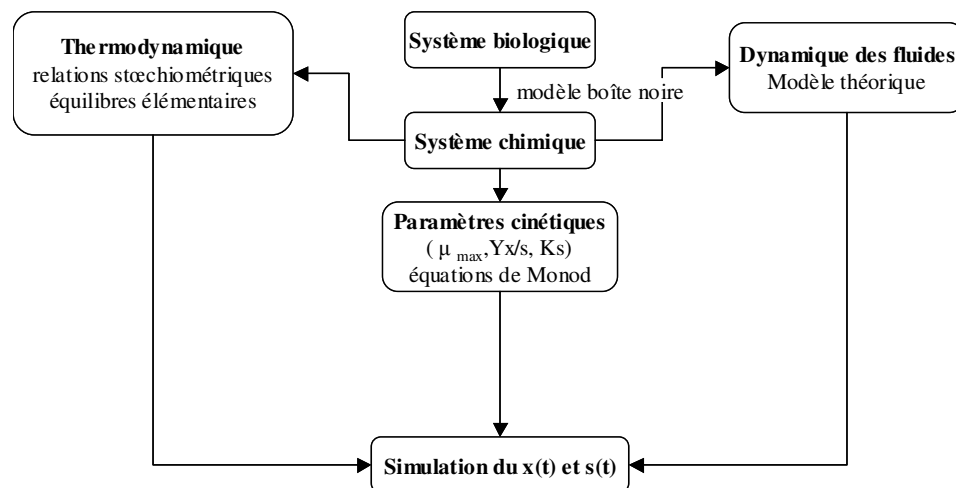 Thermodynamique
relations stœchiométriques
équilibres élémentaires
Système biologique
Dynamique des fluides
Modèle théorique
modèle boîte noire
Système chimique
Paramètres cinétiques
( μ max,Yx/s, Ks)
équations de Monod
Simulation du x(t) et s(t)